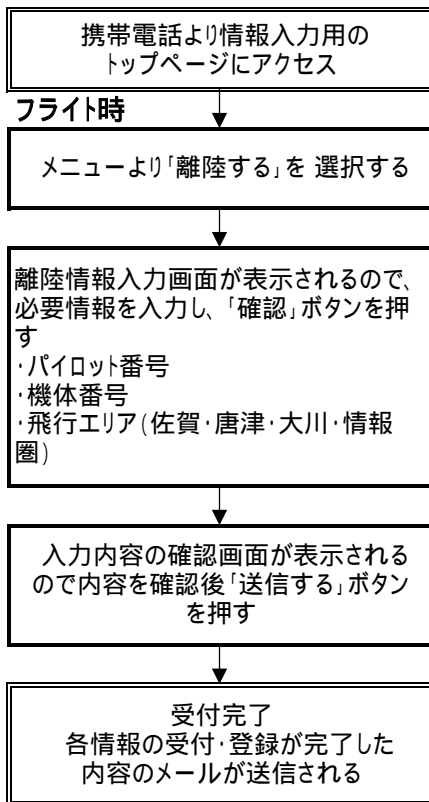 携帯電話より情報入力用の
トップページにアクセス
フライト時
メニューより「離陸する」を 選択する
離陸情報入力画面が表示されるので、
必要情報を入力し、「確認」ボタンを押
す
・パイロット番号
・機体番号
・飛行エリア(佐賀・唐津・大川・情報
圏)
入力内容の確認画面が表示される
ので内容を確認後「送信する」ボタン
を押す
受付完了
各情報の受付・登録が完了した
内容のメールが送信される